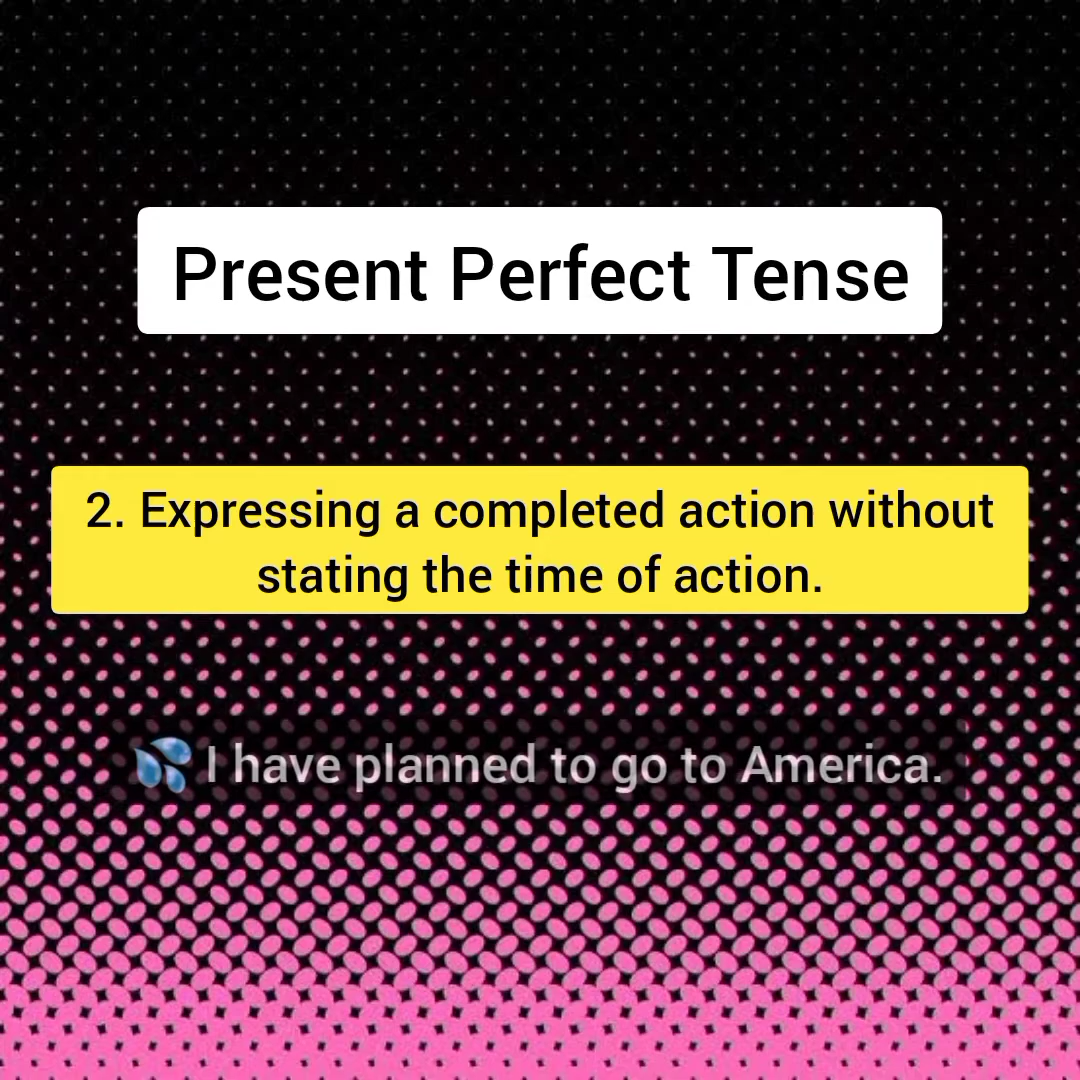 Present Perfect Tense
2. Expressing a completed action without
stating the time of action.
💦 I have planned to go to America.